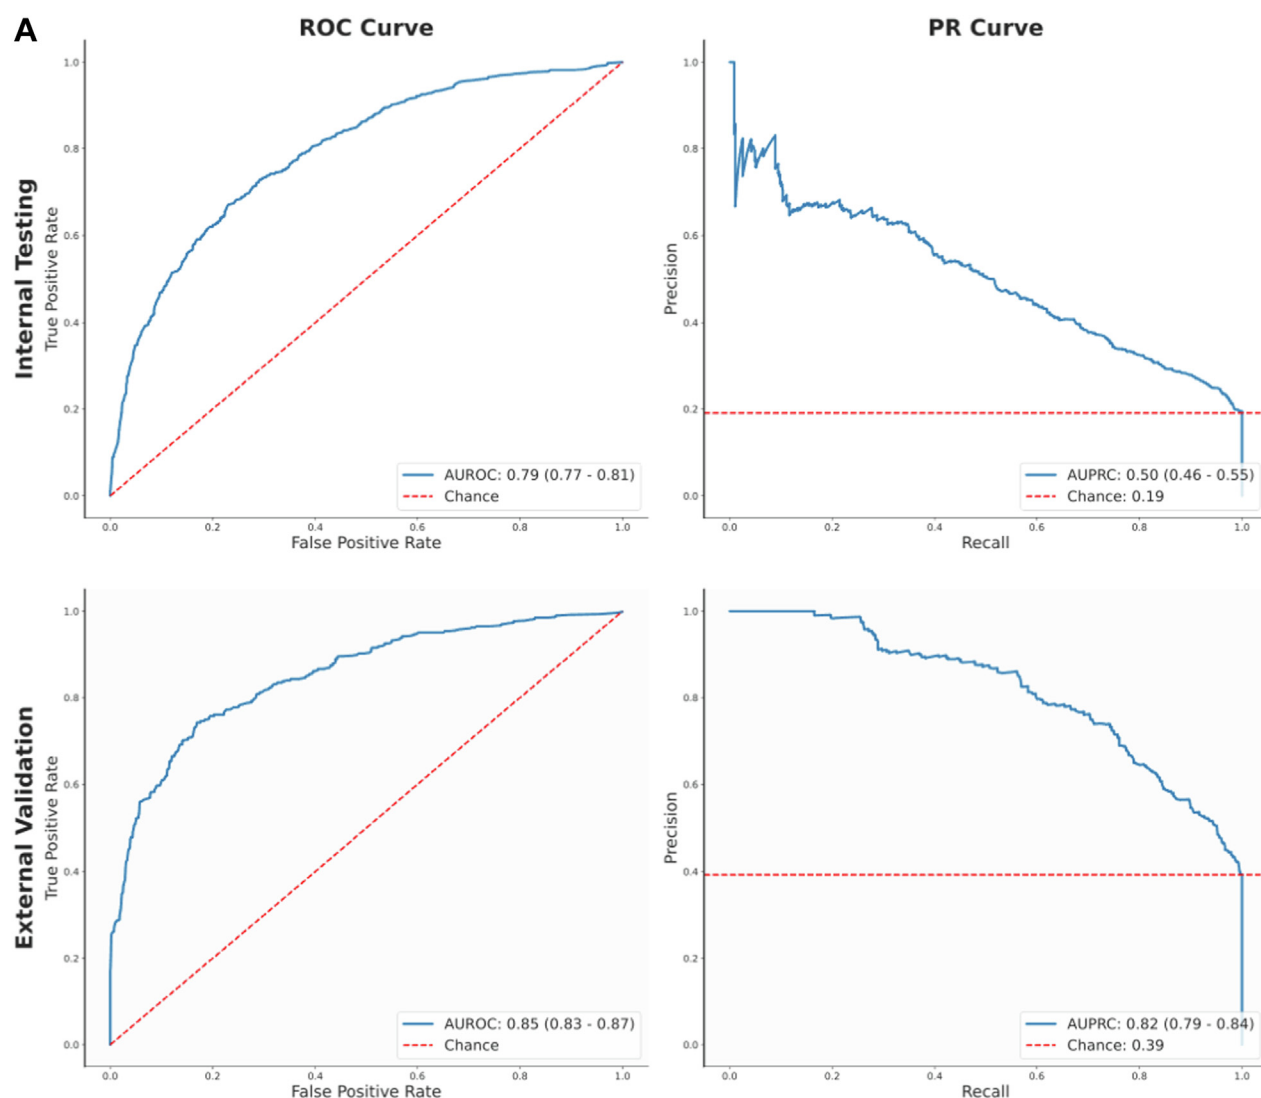 A
ROC Curve
PR Curve
Internal Testing
True Positive Rate
1.0
0.8
0.6
0.4
0.2
0.0
AUROC: 0.79 (0.77 - 0.81)
Chance
0.0 0.2 0.4 0.6 0.8 1.0
False Positive Rate
Precision
1.0
0.8
0.6
0.4
0.2
0.0
AUPRC: 0.50 (0.46 - 0.55)
Chance: 0.19
0.0 0.2 0.4 0.6 0.8 1.0
Recall
External Validation
True Positive Rate
1.0
0.8
0.6
0.4
0.2
0.0
AUROC: 0.85 (0.83 - 0.87)
Chance
0.0 0.2 0.4 0.6 0.8 1.0
False Positive Rate
Precision
1.0
0.8
0.6
0.4
0.2
0.0
AUPRC: 0.82 (0.79 - 0.84)
Chance: 0.39
0.0 0.2 0.4 0.6 0.8 1.0
Recall